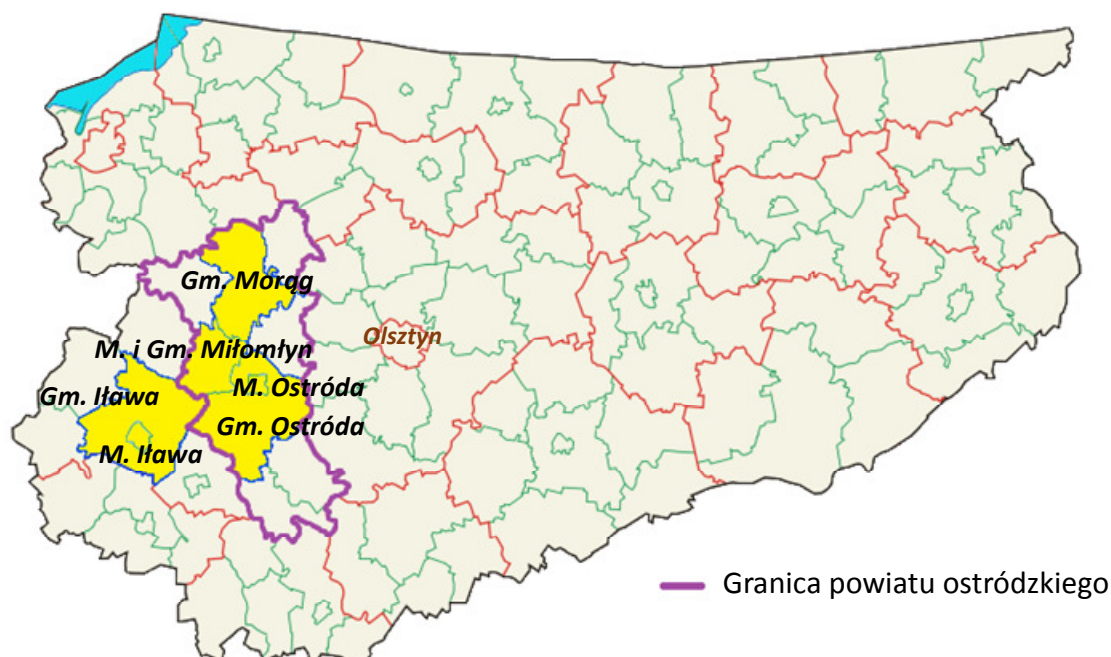 Gm. Morąg
Olsztyn
M. i Gm. Miłomłyn
M. Ostróda
Gm. Iława
Gm. Ostróda
M. Iława
Granica powiatu ostródzkiego